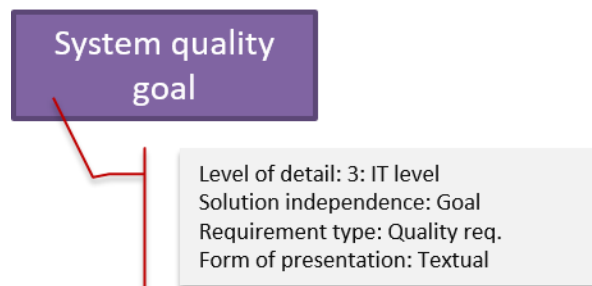 System quality
goal
Level of detail: 3: IT level
Solution independence: Goal
Requirement type: Quality req.
Form of presentation: Textual